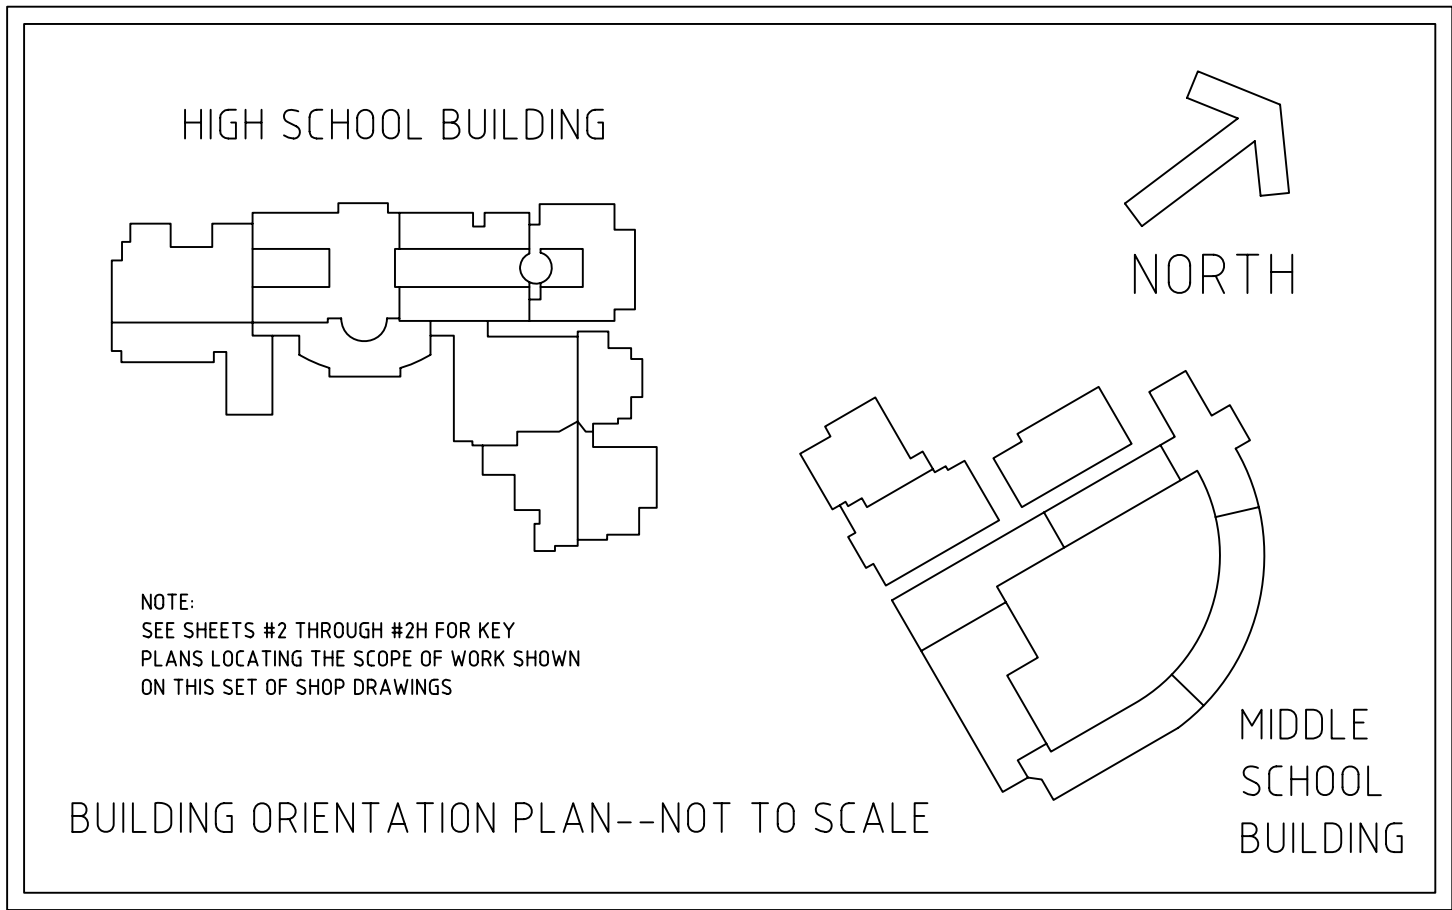 HIGH SCHOOL BUILDING
NORTH
NOTE:
SEE SHEETS #2 THROUGH #2H FOR KEY
PLANS LOCATING THE SCOPE OF WORK SHOWN
ON THIS SET OF SHOP DRAWINGS
MIDDLE
SCHOOL
BUILDING
BUILDING ORIENTATION PLAN--NOT TO SCALE